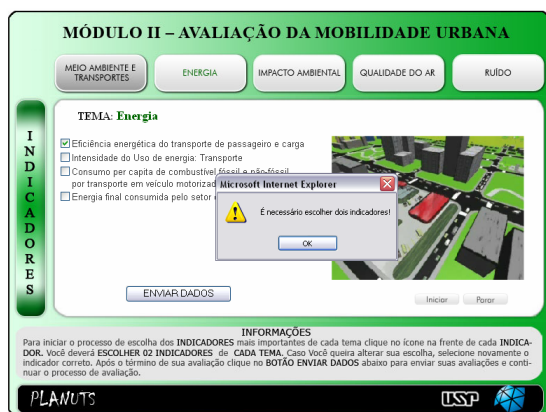 MÓDULO II – AVALIAÇÃO DA MOBILIDADE URBANA
MEIO AMBIENTE E
TRANSPORTES
ENERGIA
IMPACTO AMBIENTAL
QUALIDADE DO AR
RUÍDO
INDICADORES
TEMA: Energia
Eficiência energética do transporte de passageiro e carga
Intensidade do Uso de energia: Transporte
Consumo per capita de combustível fóssil e não-fóssil
por transporte em veículo motorizad
Energia final consumida pelo setor
Microsoft Internet Explorer
É necessário escolher dois indicadores!
OK
ENVIAR DADOS
Iniciar
Parar
INFORMAÇÕES
Para iniciar o processo de escolha dos INDICADORES mais importantes de cada tema clique no ícone na frente de cada INDICA-
DOR. Você deverá ESCOLHER 02 INDICADORES de CADA TEMA. Caso Você queira alterar sua escolha, selecione novamente o
indicador correto. Após o término de sua avaliação clique no BOTÃO ENVIAR DADOS abaixo para enviar suas avaliações e conti-
nuar o processo de avaliação.
PLANUTS
USP